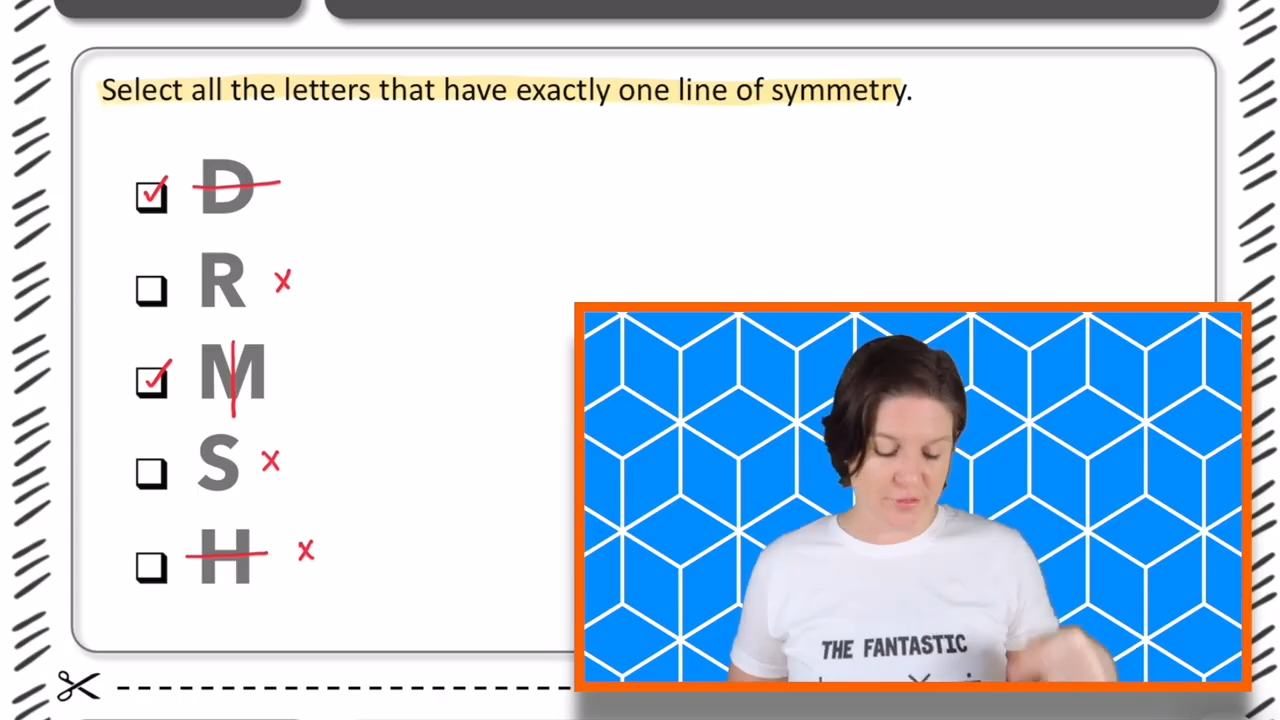 Select all the letters that have exactly one line of symmetry.
D
R
M
S
H
THE FANTASTIC